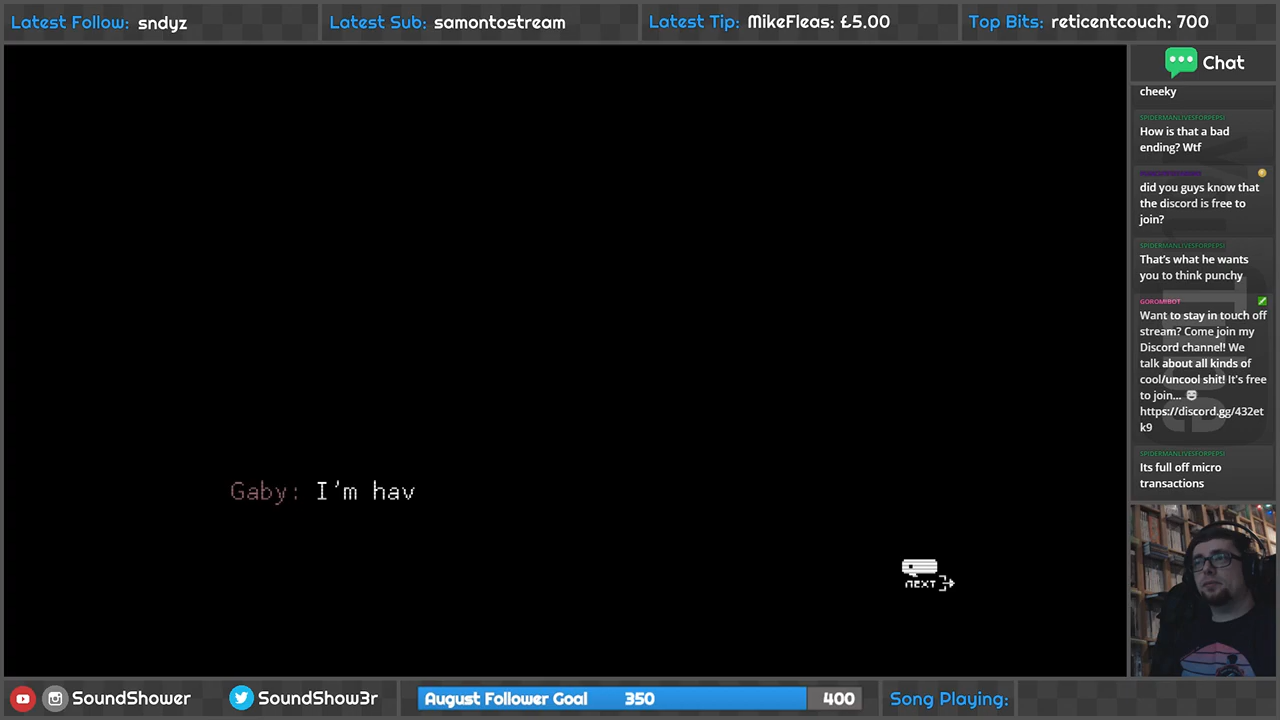 Latest Follow: sndyz
Latest Sub: samontostream
Latest Tip: MikeFleas: £5.00
Top Bits: reticentcouch: 700
Chat
cheeky
SPIDERMANLIVESFORPEPSI
How is that a bad
ending? Wtf
did you guys know that
the discord is free to
join?
SPIDERMANLIVESFORPEPSI
That's what he wants
you to think punchy
GOROMIBOT
Want to stay in touch off
stream? Come join my
Discord channel! We
talk about all kinds of
cool/uncool shit! It's free
to join...
https://discord.gg/432et
k9
SPIDERMANLIVESFORPEPSI
Its full off micro
transactions
Gaby: I'm hav
NEXT
SoundShower
SoundShow3r
August Follower Goal 350 400
Song Playing: